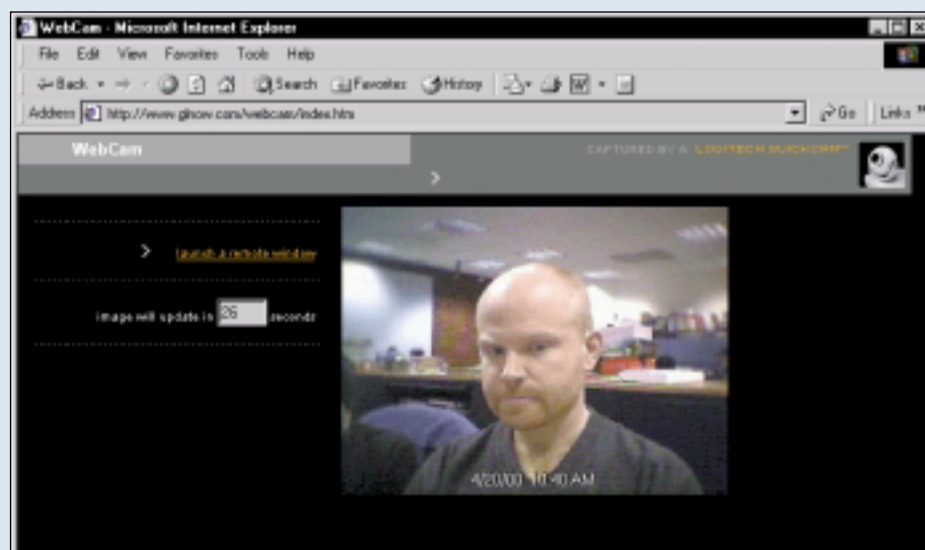 WebCam - Microsoft Internet Explorer
File Edit View Favorites Tools Help
Back Search Favorites History
Address http://www.glnow.com/webcam/index.htm Go Links »
WebCam
CAPTURED BY A LOGITECH QUICKCAM™
launch a remote window
image will update in 26 seconds
4/20/00 10:40 AM